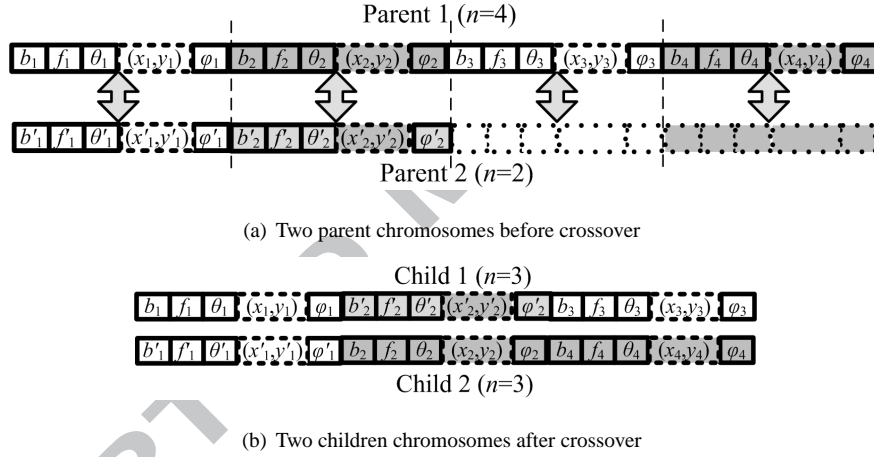 Parent 1 (n=4)
b₁ f₁ θ₁ (x₁,y₁) φ₁ b₂ f₂ θ₂ (x₂,y₂) φ₂ b₃ f₃ θ₃ (x₃,y₃) φ₃ b₄ f₄ θ₄ (x₄,y₄) φ₄
b'₁ f'₁ θ'₁ (x'₁,y'₁) φ'₁ b'₂ f'₂ θ'₂ (x'₂,y'₂) φ'₂
Parent 2 (n=2)
(a) Two parent chromosomes before crossover
Child 1 (n=3)
b₁ f₁ θ₁ (x₁,y₁) φ₁ b'₂ f'₂ θ'₂ (x'₂,y'₂) φ'₂ b₃ f₃ θ₃ (x₃,y₃) φ₃
b'₁ f'₁ θ'₁ (x'₁,y'₁) φ'₁ b₂ f₂ θ₂ (x₂,y₂) φ₂ b₄ f₄ θ₄ (x₄,y₄) φ₄
Child 2 (n=3)
(b) Two children chromosomes after crossover